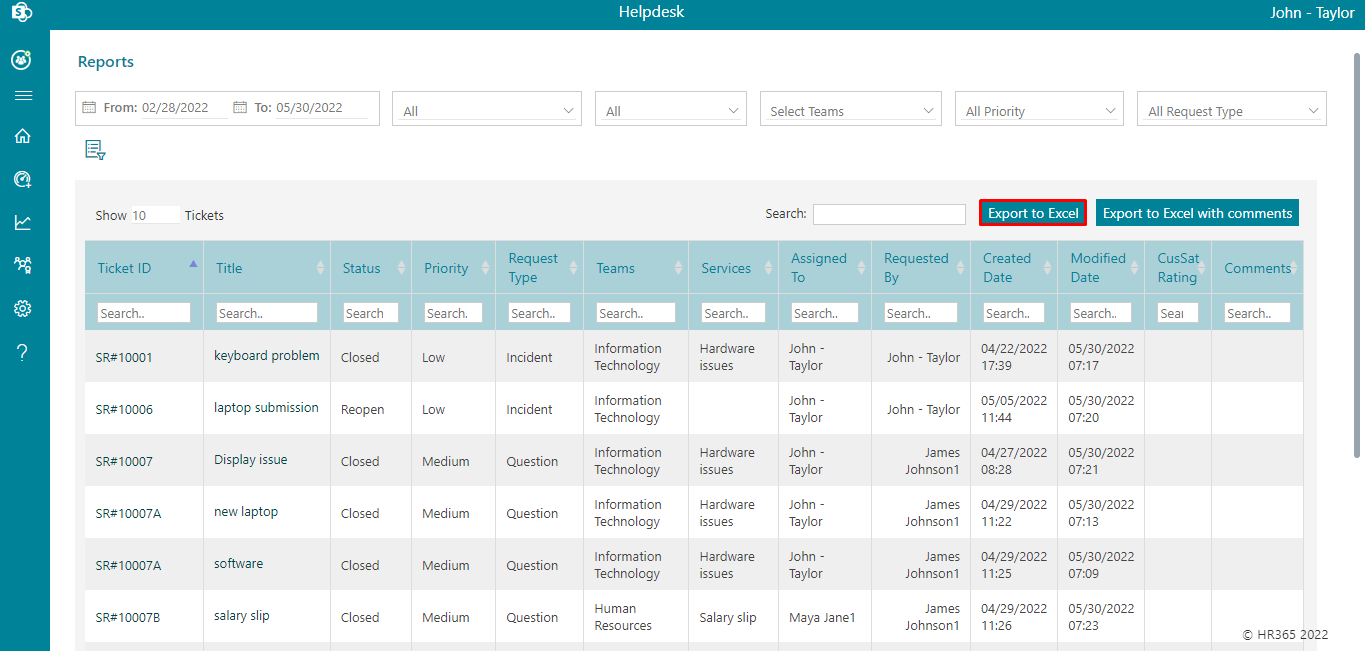 S
Helpdesk
John - Taylor
Reports
From: 02/28/2022 To: 05/30/2022 All All Select Teams All Priority All Request Type
Show 10 Tickets Search: Export to Excel Export to Excel with comments
Ticket ID Title Status Priority Request Type Teams Services Assigned To Requested By Created Date Modified Date CusSat Rating Comments
Search.. Search.. Search Search. Search.. Search.. Search.. Search.. Search.. Search.. Search.. Sear Search..
SR#10001 keyboard problem Closed Low Incident Information Technology Hardware issues John - Taylor John - Taylor 04/22/2022 17:39 05/30/2022 07:17
SR#10006 laptop submission Reopen Low Incident Information Technology John - Taylor John - Taylor 05/05/2022 11:44 05/30/2022 07:20
SR#10007 Display issue Closed Medium Question Information Technology Hardware issues John - Taylor James Johnson1 04/27/2022 08:28 05/30/2022 07:21
SR#10007A new laptop Closed Medium Question Information Technology Hardware issues John - Taylor James Johnson1 04/29/2022 11:22 05/30/2022 07:13
SR#10007A software Closed Medium Question Information Technology Hardware issues John - Taylor James Johnson1 04/29/2022 11:25 05/30/2022 07:09
SR#10007B salary slip Closed Medium Question Human Resources Salary slip Maya Jane1 James Johnson1 04/29/2022 11:26 05/30/2022 07:23
© HR365 2022